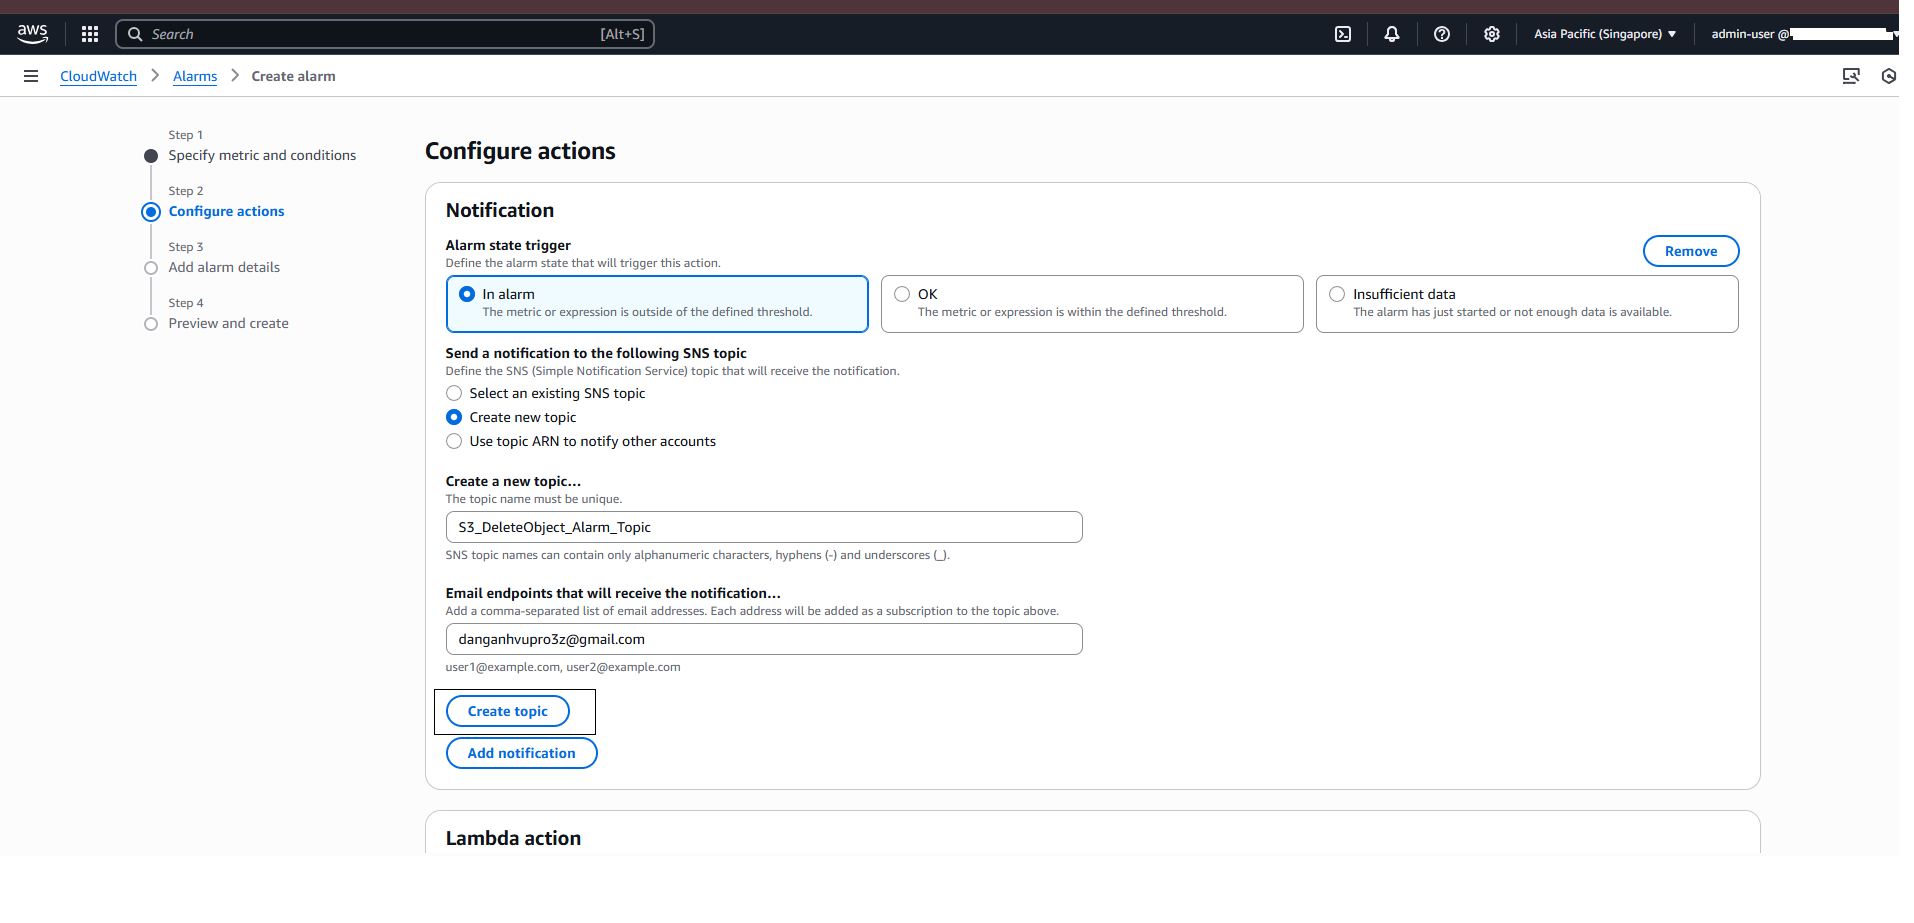 aws Search [Alt+S] Asia Pacific (Singapore) admin-user @
CloudWatch Alarms Create alarm
Step 1
Specify metric and conditions
Step 2
Configure actions
Step 3
Add alarm details
Step 4
Preview and create
Configure actions
Notification
Alarm state trigger
Define the alarm state that will trigger this action.
Remove
In alarm
The metric or expression is outside of the defined threshold.
OK
The metric or expression is within the defined threshold.
Insufficient data
The alarm has just started or not enough data is available.
Send a notification to the following SNS topic
Define the SNS (Simple Notification Service) topic that will receive the notification.
Select an existing SNS topic
Create new topic
Use topic ARN to notify other accounts
Create a new topic...
The topic name must be unique.
S3_DeleteObject_Alarm_Topic
SNS topic names can contain only alphanumeric characters, hyphens (-) and underscores (_).
Email endpoints that will receive the notification...
Add a comma-separated list of email addresses. Each address will be added as a subscription to the topic above.
danganhvupro3z@gmail.com
user1@example.com, user2@example.com
Create topic
Add notification
Lambda action